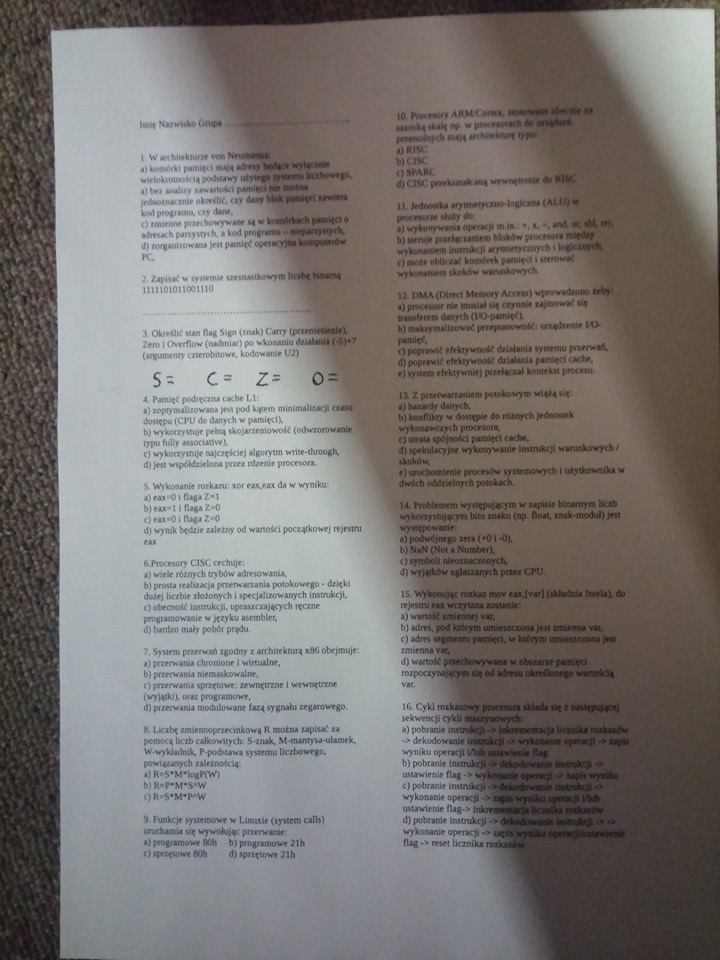 Imię Nazwisko Grupa ............................................
1. W architekturze von Neumanna:
a) komórki pamięci mają adresy będące wyłącznie
wielokrotnością podstawy użytego systemu liczbowego,
a) bez analizy zawartości pamięci nie można
jednoznacznie określić, czy dany blok pamięci zawiera
kod programu, czy dane,
c) zmienne przechowywane są w komórkach pamięci o
adresach parzystych, a kod programu – nieparzystych,
d) zorganizowana jest pamięć operacyjna komputerów
PC.
2. Zapisać w systemie szesnastkowym liczbę binarną
1111101011001110
............................................................
3. Określić stan flag Sign (znak) Carry (przeniesienie),
Zero i Overflow (nadmiar) po wkonaniu działania (-5)+7
(argumenty czterobitowe, kodowanie U2)
S= C= Z= O=
4. Pamięć podręczna cache L1:
a) zoptymalizowana jest pod kątem minimalizacji czasu
dostępu (CPU do danych w pamięci),
b) wykorzystuje pełną skojarzeniowość (odwzorowanie
typu fully associative),
c) wykorzystuje najczęściej algorytm write-through,
d) jest współdzielona przez rdzenie procesora.
5. Wykonanie rozkazu: xor eax,eax da w wyniku:
a) eax=0 i flaga Z=1
b) eax=1 i flaga Z=0
c) eax=0 i flaga Z=0
d) wynik będzie zależny od wartości początkowej rejestru
eax
6.Procesory CISC cechuje:
a) wiele różnych trybów adresowania,
b) prosta realizacja przetwarzania potokowego - dzięki
dużej liczbie złożonych i specjalizowanych instrukcji,
c) obecność instrukcji, upraszczających ręczne
programowanie w języku asembler,
d) bardzo mały pobór prądu.
7. System przerwań zgodny z architekturą x86 obejmuje:
a) przerwania chronione i wirtualne,
b) przerwania niemaskowalne,
c) przerwania sprzętowe: zewnętrzne i wewnętrzne
(wyjątki), oraz programowe,
d) przerwania modulowane fazą sygnału zegarowego.
8. Liczbę zmiennoprzecinkową R można zapisać za
pomocą liczb całkowitych: S-znak, M-mantysa-ułamek,
W-wykładnik, P-podstawa systemu liczbowego,
powiązanych zależnością:
a) R=S*M*logP(W)
b) R=P*M*S^W
c) R=S*M*P^W
9. Funkcje systemowe w Linuxie (system calls)
uruchamia się wywołując przerwanie:
a) programowe 80h b) programowe 21h
c) sprzętowe 80h d) sprzętowe 21h
10. Procesory ARM/Cortex, stosowane obecnie na
szeroką skalę np. w procesorach do urządzeń
przenośnych mają architekturę typu:
a) RISC
b) CISC
c) SPARC
d) CISC przekształcaną wewnętrznie do RISC
11. Jednostka arytmetyczno-logiczna (ALU) w
procesorze służy do:
a) wykonywania operacji m.in.: and, or, shl,
b) steruje przełączaniem bloków procesora między
wykonaniem instrukcji arytmetycznych i logicznych,
c) może obliczać komórek pamięci i sterować
wykonaniem skoków warunkowych.
12. DMA (Direct Memory Access) wprowadzono żeby:
a) processor nie musiał się czynnie zajmować się
transferem danych (I/O-pamięć),
b) maksymalizować przepustowość: urządzenie I/O-
pamięć,
c) poprawić efektywność działania systemu przerwań,
d) poprawić efektywność działania pamięci cache,
e) system efektywniej przełączał kontekst procesu.
13. Z przetwarzaniem potokowym wiążą się:
a) hazardy danych,
b) konflikty w dostępie do różnych jednostek
wykonawczych procesora,
c) utrata spójności pamięci cache,
d) spekulacyjne wykonywanie instrukcji warunkowych /
skoków,
e) uruchomienie procesów systemowych i użytkownika w
dwóch oddzielnych potokach.
14. Problemem występującym w zapisie binarnym liczb
wykorzystującym bitu znaku (np. float, znak-moduł) jest
występowanie:
a) podwójnego zera (+0 i -0),
b) NaN (Not a Number),
c) symboli nieoznaczonych,
d) wyjątków zgłaszanych przez CPU.
15. Wykonując rozkaz mov eax,[var] (składnia Intela), do
rejestru eax wczytana zostanie:
a) wartość zmiennej var,
b) adres, pod którym umieszczona jest zmienna var,
c) adres segmentu pamięci, w którym umieszczona jest
zmienna var,
d) wartość przechowywana w obszarze pamięci
rozpoczynającym się od adresu określonego wartością
var.
16. Cykl rozkazowy procesora składa się z następującej
sekwencji cykli maszynowych:
a) pobranie instrukcji -> inkrementacja licznika rozkazów
-> dekodowanie instrukcji -> wykonanie operacji -> zapis
wyniku operacji i/lub ustawienie flag
b) pobranie instrukcji -> dekodowanie instrukcji ->
ustawienie flag -> wykonanie operacji -> zapis wyniku
c) pobranie instrukcji -> dekodowanie instrukcji ->
wykonanie operacji -> zapis wyniku operacji i/lub
ustawienie flag-> inkrementacja licznika rozkazów
d) pobranie instrukcji -> dekodowanie instrukcji -> ->
wykonanie operacji -> zapis wyniku operacji/ustawienie
flag -> reset licznika rozkazów